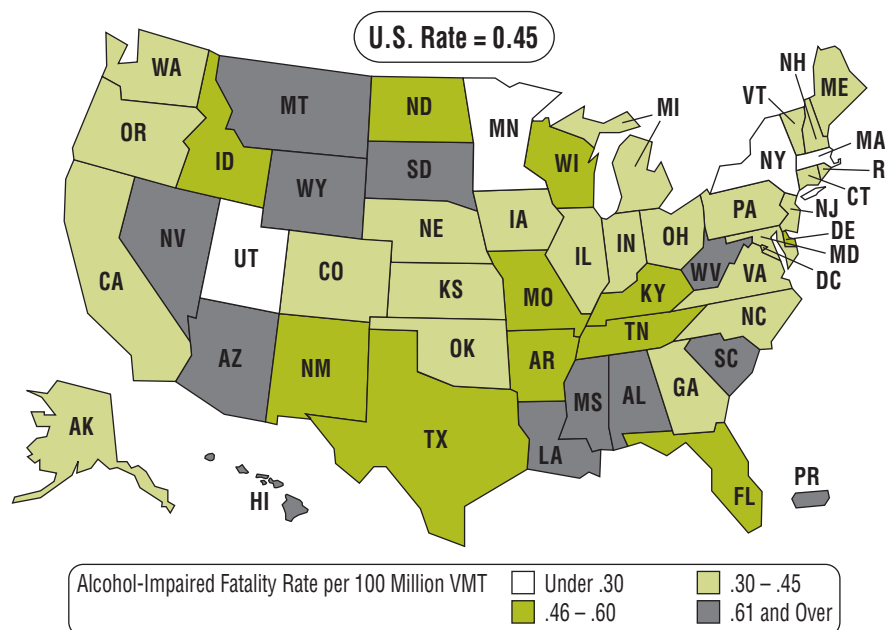 U.S. Rate = 0.45
WA
OR
CA
NV
ID
MT
WY
UT
AZ
CO
NM
ND
SD
NE
KS
OK
TX
MN
IA
MO
AR
LA
WI
IL
MI
IN
OH
KY
TN
MS
AL
GA
FL
SC
NC
VA
WV
PA
NY
VT
NH
ME
MA
R
CT
NJ
DE
MD
DC
AK
HI
PR
Alcohol-Impaired Fatality Rate per 100 Million VMT
Under .30
.30 – .45
.46 – .60
.61 and Over